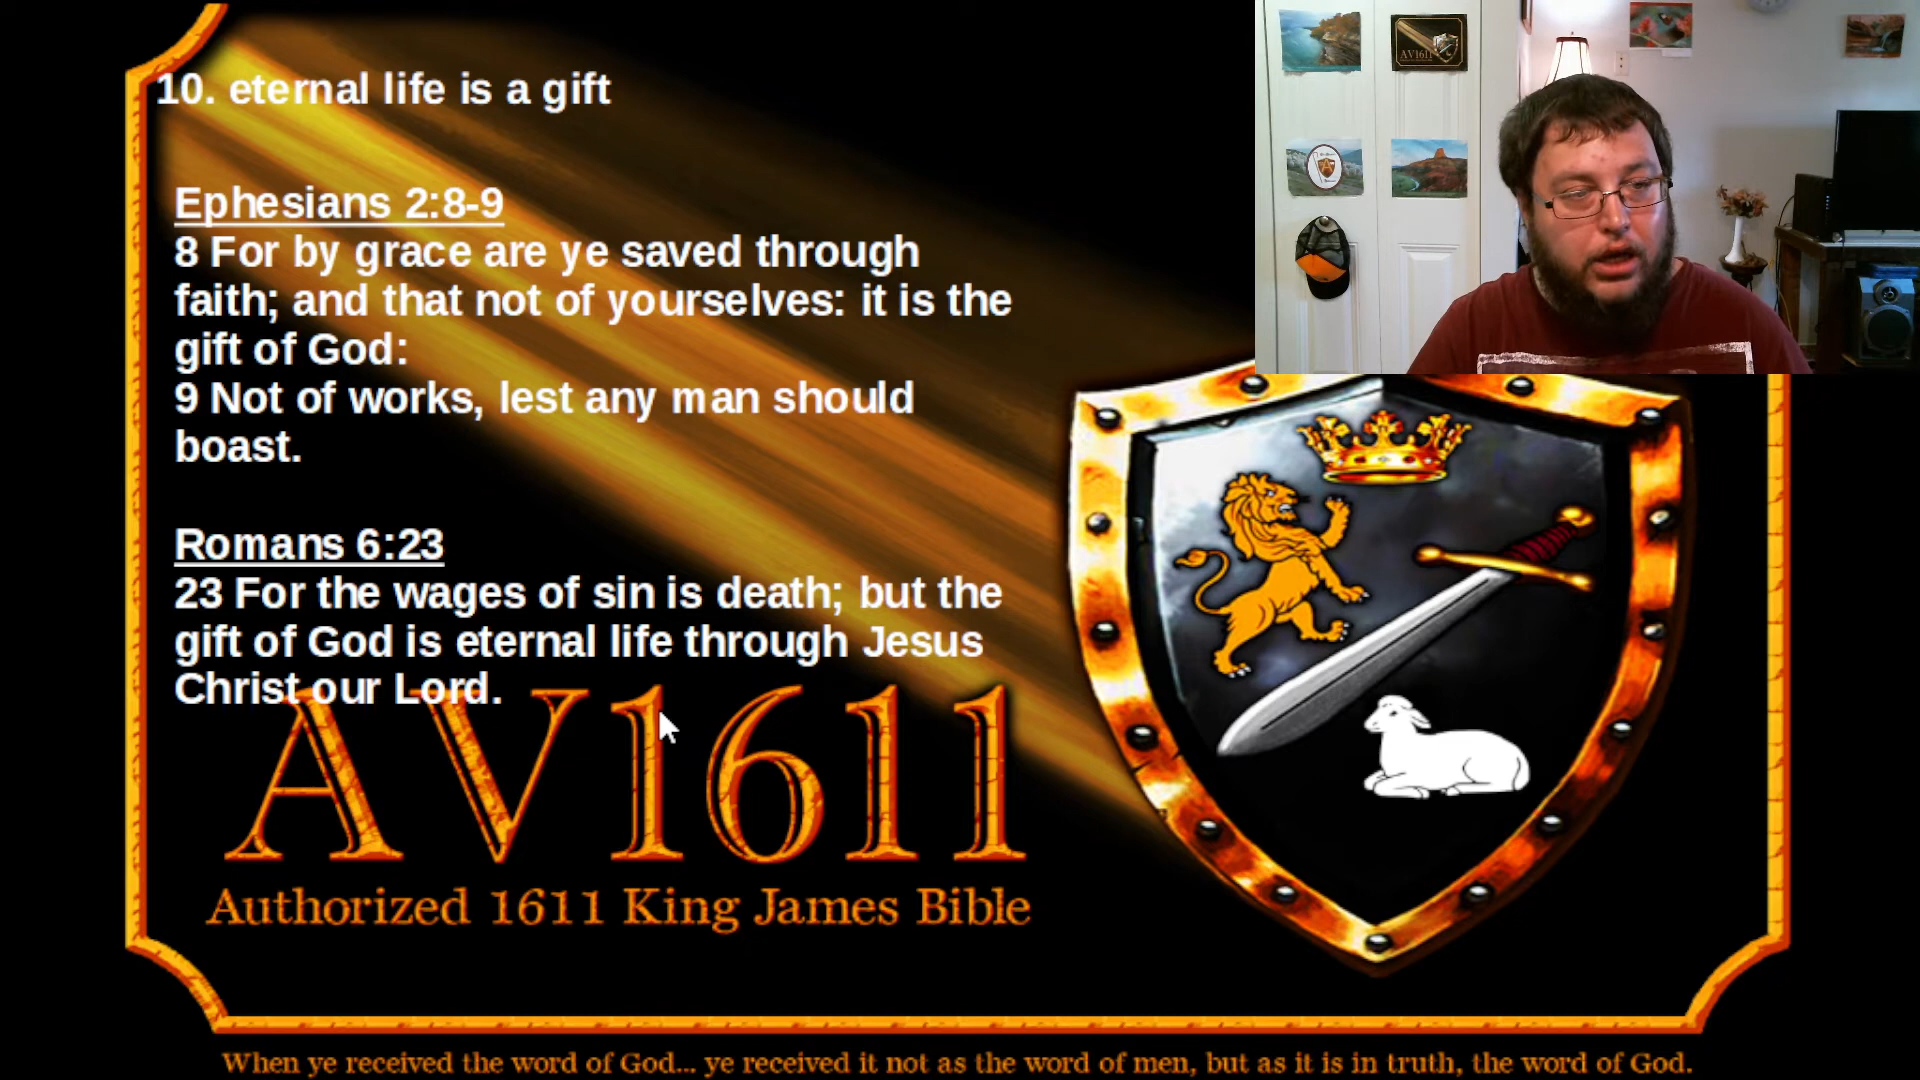 10. eternal life is a gift
Ephesians 2:8-9
8 For by grace are ye saved through
faith; and that not of yourselves: it is the
gift of God:
9 Not of works, lest any man should
boast.
Romans 6:23
23 For the wages of sin is death; but the
gift of God is eternal life through Jesus
Christ our Lord.
AV1611
Authorized 1611 King James Bible
When ye received the word of God... ye received it not as the word of men, but as it is in truth, the word of God.
AV1611